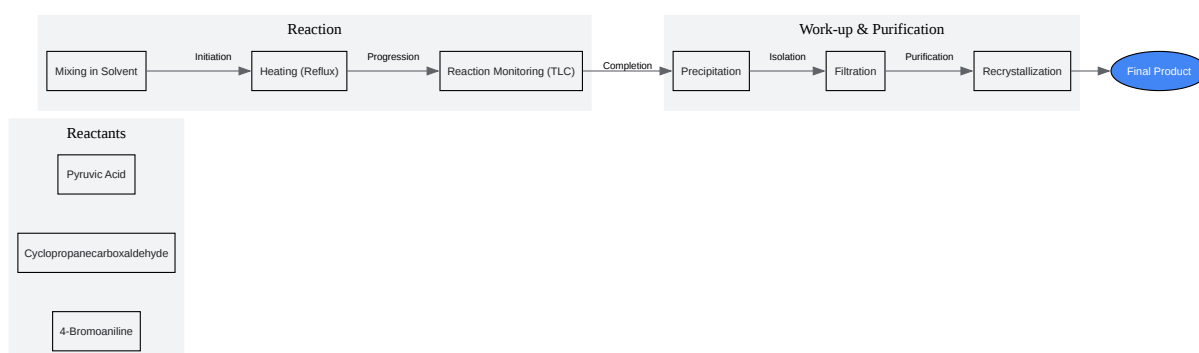 Reaction
Mixing in Solvent
Initiation
Heating (Reflux)
Progression
Reaction Monitoring (TLC)
Completion
Work-up & Purification
Precipitation
Isolation
Filtration
Purification
Recrystallization
Final Product
Reactants
Pyruvic Acid
Cyclopropanecarboxaldehyde
4-Bromoaniline